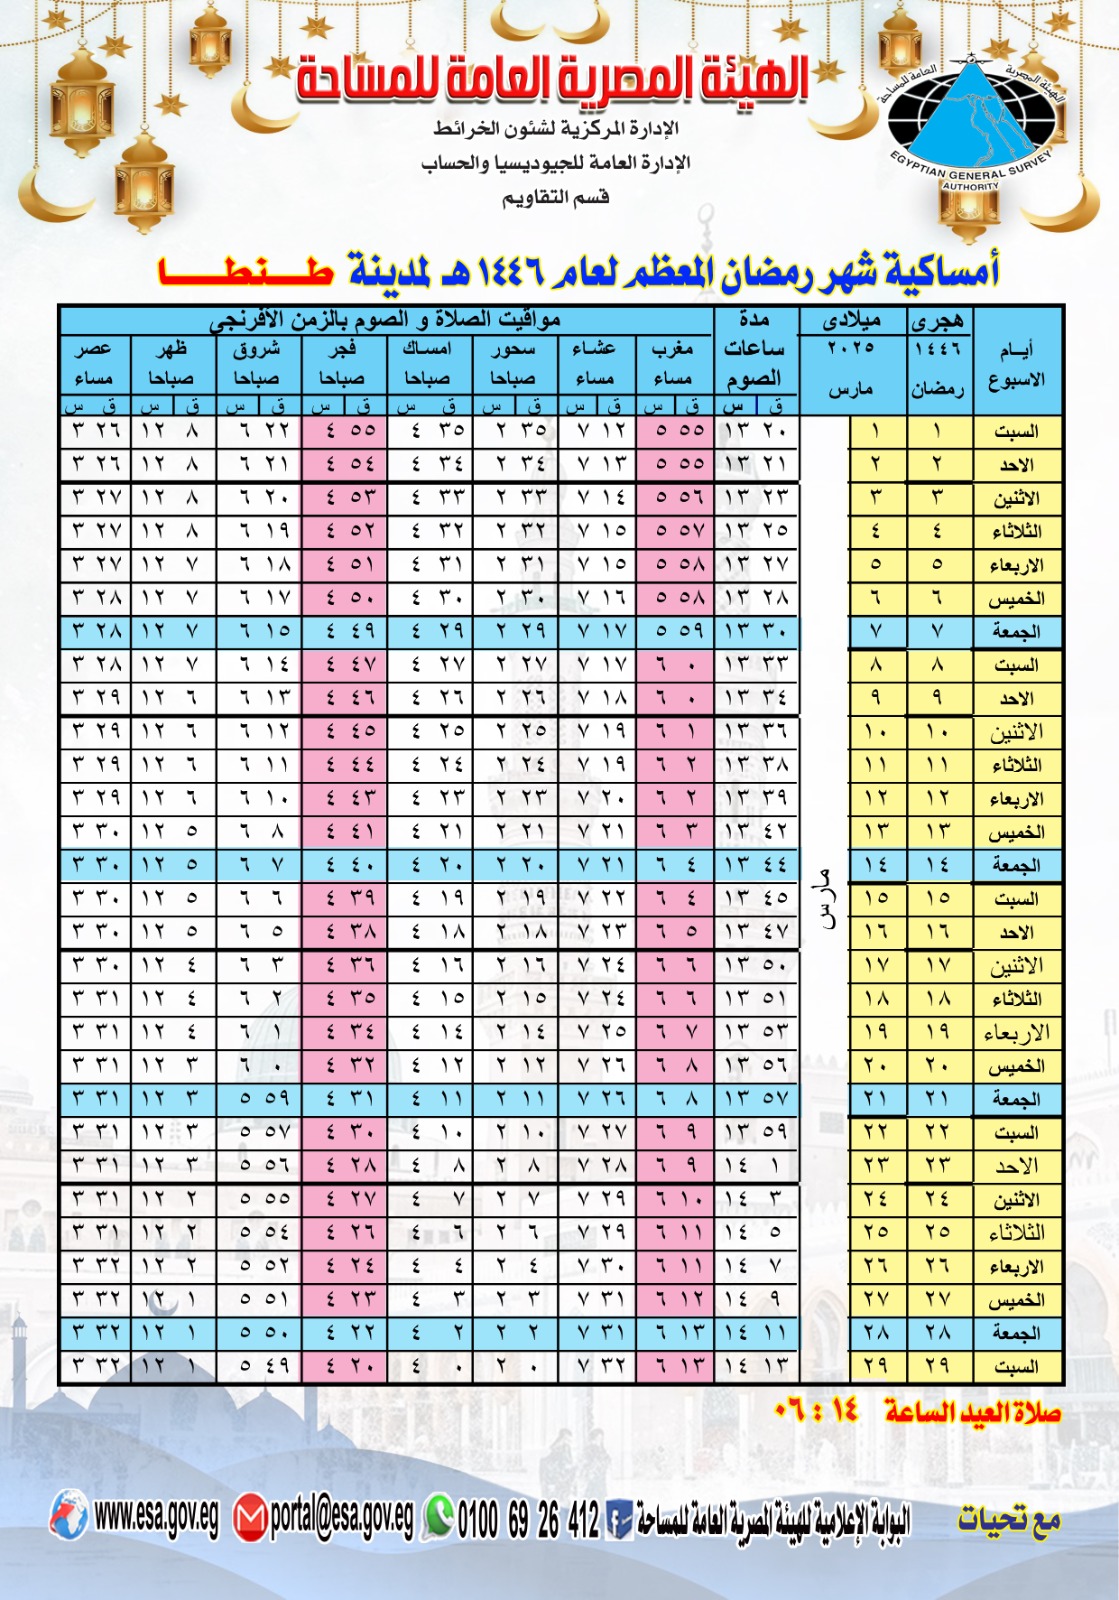 الهيئة المصرية العامة للمساحة
الإدارة المركزية لشئون الخرائط
الإدارة العامة للجيوديسيا والحساب
قسم التقاويم
الهيئة المصرية العامة للمساحة
EGYPTIAN GENERAL SURVEY
AUTHORITY
أمساكية شهر رمضان المعظم لعام ١٤٤٦ هـ لمدينة طـنـطـا
أيـام الاسبوع هجرى ١٤٤٦ رمضان ميلادى ٢٠٢٥ مارس مدة ساعات الصوم مواقيت الصلاة و الصوم بالزمن الأفرنجى
مغرب مساء عشاء مساء سحور صباحا امساك صباحا فجر صباحا شروق صباحا ظهر صباحا عصر مساء
ق س ق س ق س ق س ق س ق س ق س ق س ق س
السبت ١ ١ ٢٠ ١٣ ٥٥ ٥ ١٢ ٧ ٣٥ ٢ ٣٥ ٤ ٥٥ ٤ ٢٢ ٦ ٨ ١٢ ٢٦ ٣
الاحد ٢ ٢ ٢١ ١٣ ٥٥ ٥ ١٣ ٧ ٣٤ ٢ ٣٤ ٤ ٥٤ ٤ ٢١ ٦ ٨ ١٢ ٢٦ ٣
الاثنين ٣ ٣ ٢٣ ١٣ ٥٦ ٥ ١٤ ٧ ٣٣ ٢ ٣٣ ٤ ٥٣ ٤ ٢٠ ٦ ٨ ١٢ ٢٧ ٣
الثلاثاء ٤ ٤ ٢٥ ١٣ ٥٧ ٥ ١٥ ٧ ٣٢ ٢ ٣٢ ٤ ٥٢ ٤ ١٩ ٦ ٨ ١٢ ٢٧ ٣
الاربعاء ٥ ٥ ٢٧ ١٣ ٥٨ ٥ ١٥ ٧ ٣١ ٢ ٣١ ٤ ٥١ ٤ ١٨ ٦ ٧ ١٢ ٢٧ ٣
الخميس ٦ ٦ ٢٨ ١٣ ٥٨ ٥ ١٦ ٧ ٣٠ ٢ ٣٠ ٤ ٥٠ ٤ ١٧ ٦ ٧ ١٢ ٢٨ ٣
الجمعة ٧ ٧ ٣٠ ١٣ ٥٩ ٥ ١٧ ٧ ٢٩ ٢ ٢٩ ٤ ٤٩ ٤ ١٥ ٦ ٧ ١٢ ٢٨ ٣
السبت ٨ ٨ ٣٣ ١٣ ٠ ٦ ١٧ ٧ ٢٧ ٢ ٢٧ ٤ ٤٧ ٤ ١٤ ٦ ٧ ١٢ ٢٨ ٣
الاحد ٩ ٩ ٣٤ ١٣ ٠ ٦ ١٨ ٧ ٢٦ ٢ ٢٦ ٤ ٤٦ ٤ ١٣ ٦ ٦ ١٢ ٢٩ ٣
الاثنين ١٠ ١٠ ٣٦ ١٣ ١ ٦ ١٩ ٧ ٢٥ ٢ ٢٥ ٤ ٤٥ ٤ ١٢ ٦ ٦ ١٢ ٢٩ ٣
الثلاثاء ١١ ١١ ٣٨ ١٣ ٢ ٦ ١٩ ٧ ٢٤ ٢ ٢٤ ٤ ٤٤ ٤ ١١ ٦ ٦ ١٢ ٢٩ ٣
الاربعاء ١٢ ١٢ ٣٩ ١٣ ٢ ٦ ٢٠ ٧ ٢٣ ٢ ٢٣ ٤ ٤٣ ٤ ١٠ ٦ ٦ ١٢ ٢٩ ٣
الخميس ١٣ ١٣ ٤٢ ١٣ ٣ ٦ ٢١ ٧ ٢١ ٢ ٢١ ٤ ٤١ ٤ ٨ ٦ ٥ ١٢ ٣٠ ٣
الجمعة ١٤ ١٤ ٤٤ ١٣ ٤ ٦ ٢١ ٧ ٢٠ ٢ ٢٠ ٤ ٤٠ ٤ ٧ ٦ ٥ ١٢ ٣٠ ٣
السبت ١٥ ١٥ مارس ٤٥ ١٣ ٤ ٦ ٢٢ ٧ ١٩ ٢ ١٩ ٤ ٣٩ ٤ ٦ ٦ ٥ ١٢ ٣٠ ٣
الاحد ١٦ ١٦ ٤٧ ١٣ ٥ ٦ ٢٣ ٧ ١٨ ٢ ١٨ ٤ ٣٨ ٤ ٥ ٦ ٥ ١٢ ٣٠ ٣
الاثنين ١٧ ١٧ ٥٠ ١٣ ٦ ٦ ٢٤ ٧ ١٦ ٢ ١٦ ٤ ٣٦ ٤ ٣ ٦ ٤ ١٢ ٣٠ ٣
الثلاثاء ١٨ ١٨ ٥١ ١٣ ٦ ٦ ٢٤ ٧ ١٥ ٢ ١٥ ٤ ٣٥ ٤ ٢ ٦ ٤ ١٢ ٣١ ٣
الاربعاء ١٩ ١٩ ٥٣ ١٣ ٧ ٦ ٢٥ ٧ ١٤ ٢ ١٤ ٤ ٣٤ ٤ ١ ٦ ٤ ١٢ ٣١ ٣
الخميس ٢٠ ٢٠ ٥٦ ١٣ ٨ ٦ ٢٦ ٧ ١٢ ٢ ١٢ ٤ ٣٢ ٤ ٠ ٦ ٣ ١٢ ٣١ ٣
الجمعة ٢١ ٢١ ٥٧ ١٣ ٨ ٦ ٢٦ ٧ ١١ ٢ ١١ ٤ ٣١ ٤ ٥٩ ٥ ٣ ١٢ ٣١ ٣
السبت ٢٢ ٢٢ ٥٩ ١٣ ٩ ٦ ٢٧ ٧ ١٠ ٢ ١٠ ٤ ٣٠ ٤ ٥٧ ٥ ٣ ١٢ ٣١ ٣
الاحد ٢٣ ٢٣ ١ ١٤ ٩ ٦ ٢٨ ٧ ٨ ٢ ٨ ٤ ٢٨ ٤ ٥٦ ٥ ٣ ١٢ ٣١ ٣
الاثنين ٢٤ ٢٤ ٣ ١٤ ١٠ ٦ ٢٩ ٧ ٧ ٢ ٧ ٤ ٢٧ ٤ ٥٥ ٥ ٢ ١٢ ٣١ ٣
الثلاثاء ٢٥ ٢٥ ٥ ١٤ ١١ ٦ ٢٩ ٧ ٦ ٢ ٦ ٤ ٢٦ ٤ ٥٤ ٥ ٢ ١٢ ٣١ ٣
الاربعاء ٢٦ ٢٦ ٧ ١٤ ١١ ٦ ٣٠ ٧ ٤ ٢ ٤ ٤ ٢٤ ٤ ٥٢ ٥ ٢ ١٢ ٣٢ ٣
الخميس ٢٧ ٢٧ ٩ ١٤ ١٢ ٦ ٣١ ٧ ٣ ٢ ٣ ٤ ٢٣ ٤ ٥١ ٥ ١ ١٢ ٣٢ ٣
الجمعة ٢٨ ٢٨ ١١ ١٤ ١٣ ٦ ٣١ ٧ ٢ ٢ ٢ ٤ ٢٢ ٤ ٥٠ ٥ ١ ١٢ ٣٢ ٣
السبت ٢٩ ٢٩ ١٣ ١٤ ١٣ ٦ ٣٢ ٧ ٠ ٢ ٠ ٤ ٢٠ ٤ ٤٩ ٥ ١ ١٢ ٣٢ ٣
صلاة العيد الساعة ١٤ : ٠٦
مع تحيات البوابة الإعلامية للهيئة المصرية العامة للمساحة 0100 69 26 412 portal@esa.gov.eg www.esa.gov.eg